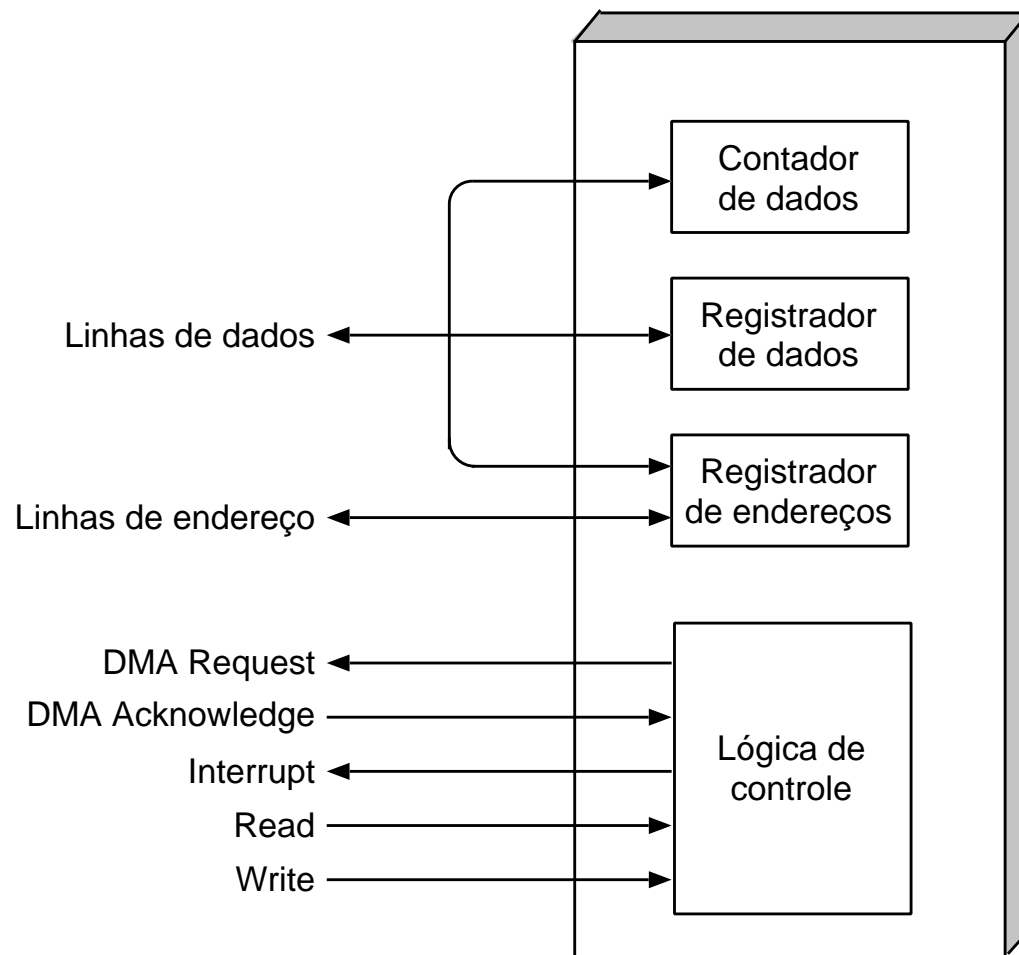 Contador
de dados
Linhas de dados
Registrador
de dados
Registrador
de endereços
Linhas de endereço
DMA Request
DMA Acknowledge
Interrupt
Read
Write
Lógica de
controle